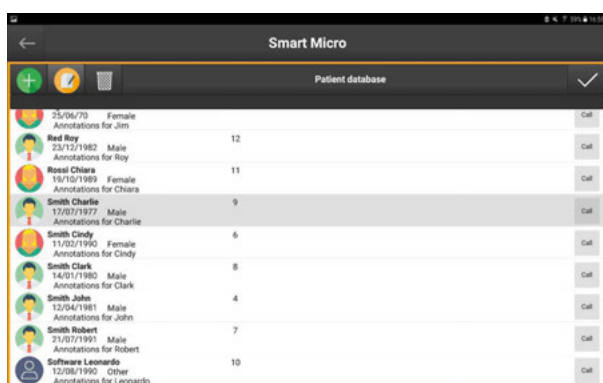 59% 16:55
Smart Micro
Patient database
25/06/70 Female Call
Annotations for Jim
Red Roy 12
23/12/1982 Male Call
Annotations for Roy
Rossi Chiara 11
19/10/1989 Female Call
Annotations for Chiara
Smith Charlie 9
17/07/1977 Male Call
Annotations for Charlie
Smith Cindy 6
11/02/1990 Female Call
Annotations for Cindy
Smith Clark 8
14/01/1980 Male Call
Annotations for Clark
Smith John 4
12/04/1981 Male Call
Annotations for John
Smith Robert 7
21/07/1991 Male Call
Annotations for Robert
Software Leonardo 10
12/08/1990 Other Call
Annotations for Leonardo